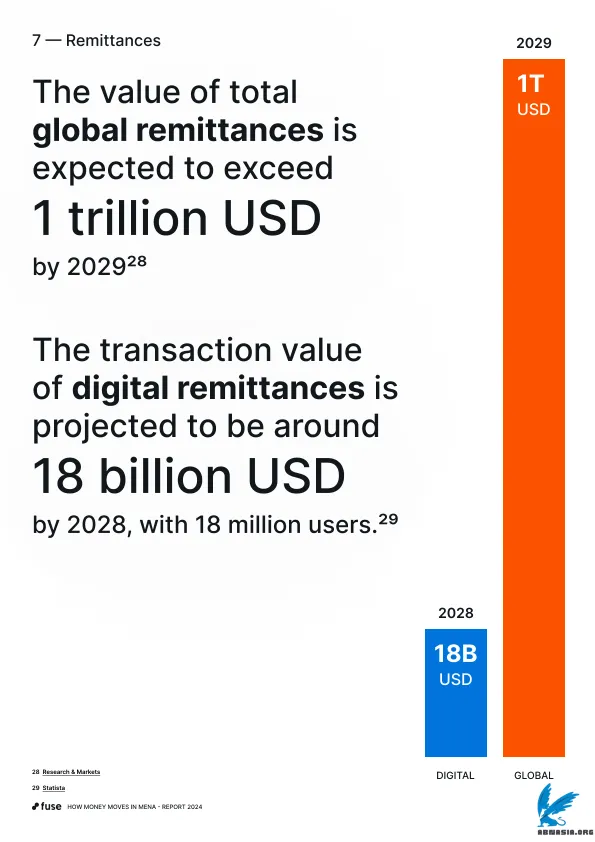 7 — Remittances
The value of total
global remittances is
expected to exceed
1 trillion USD
by 2029²⁸
The transaction value
of digital remittances is
projected to be around
18 billion USD
by 2028, with 18 million users.²⁹
2029
1T
USD
2028
18B
USD
DIGITAL
GLOBAL
28 Research & Markets
29 Statista
fuse HOW MONEY MOVES IN MENA - REPORT 2024
ABNASIA.ORG